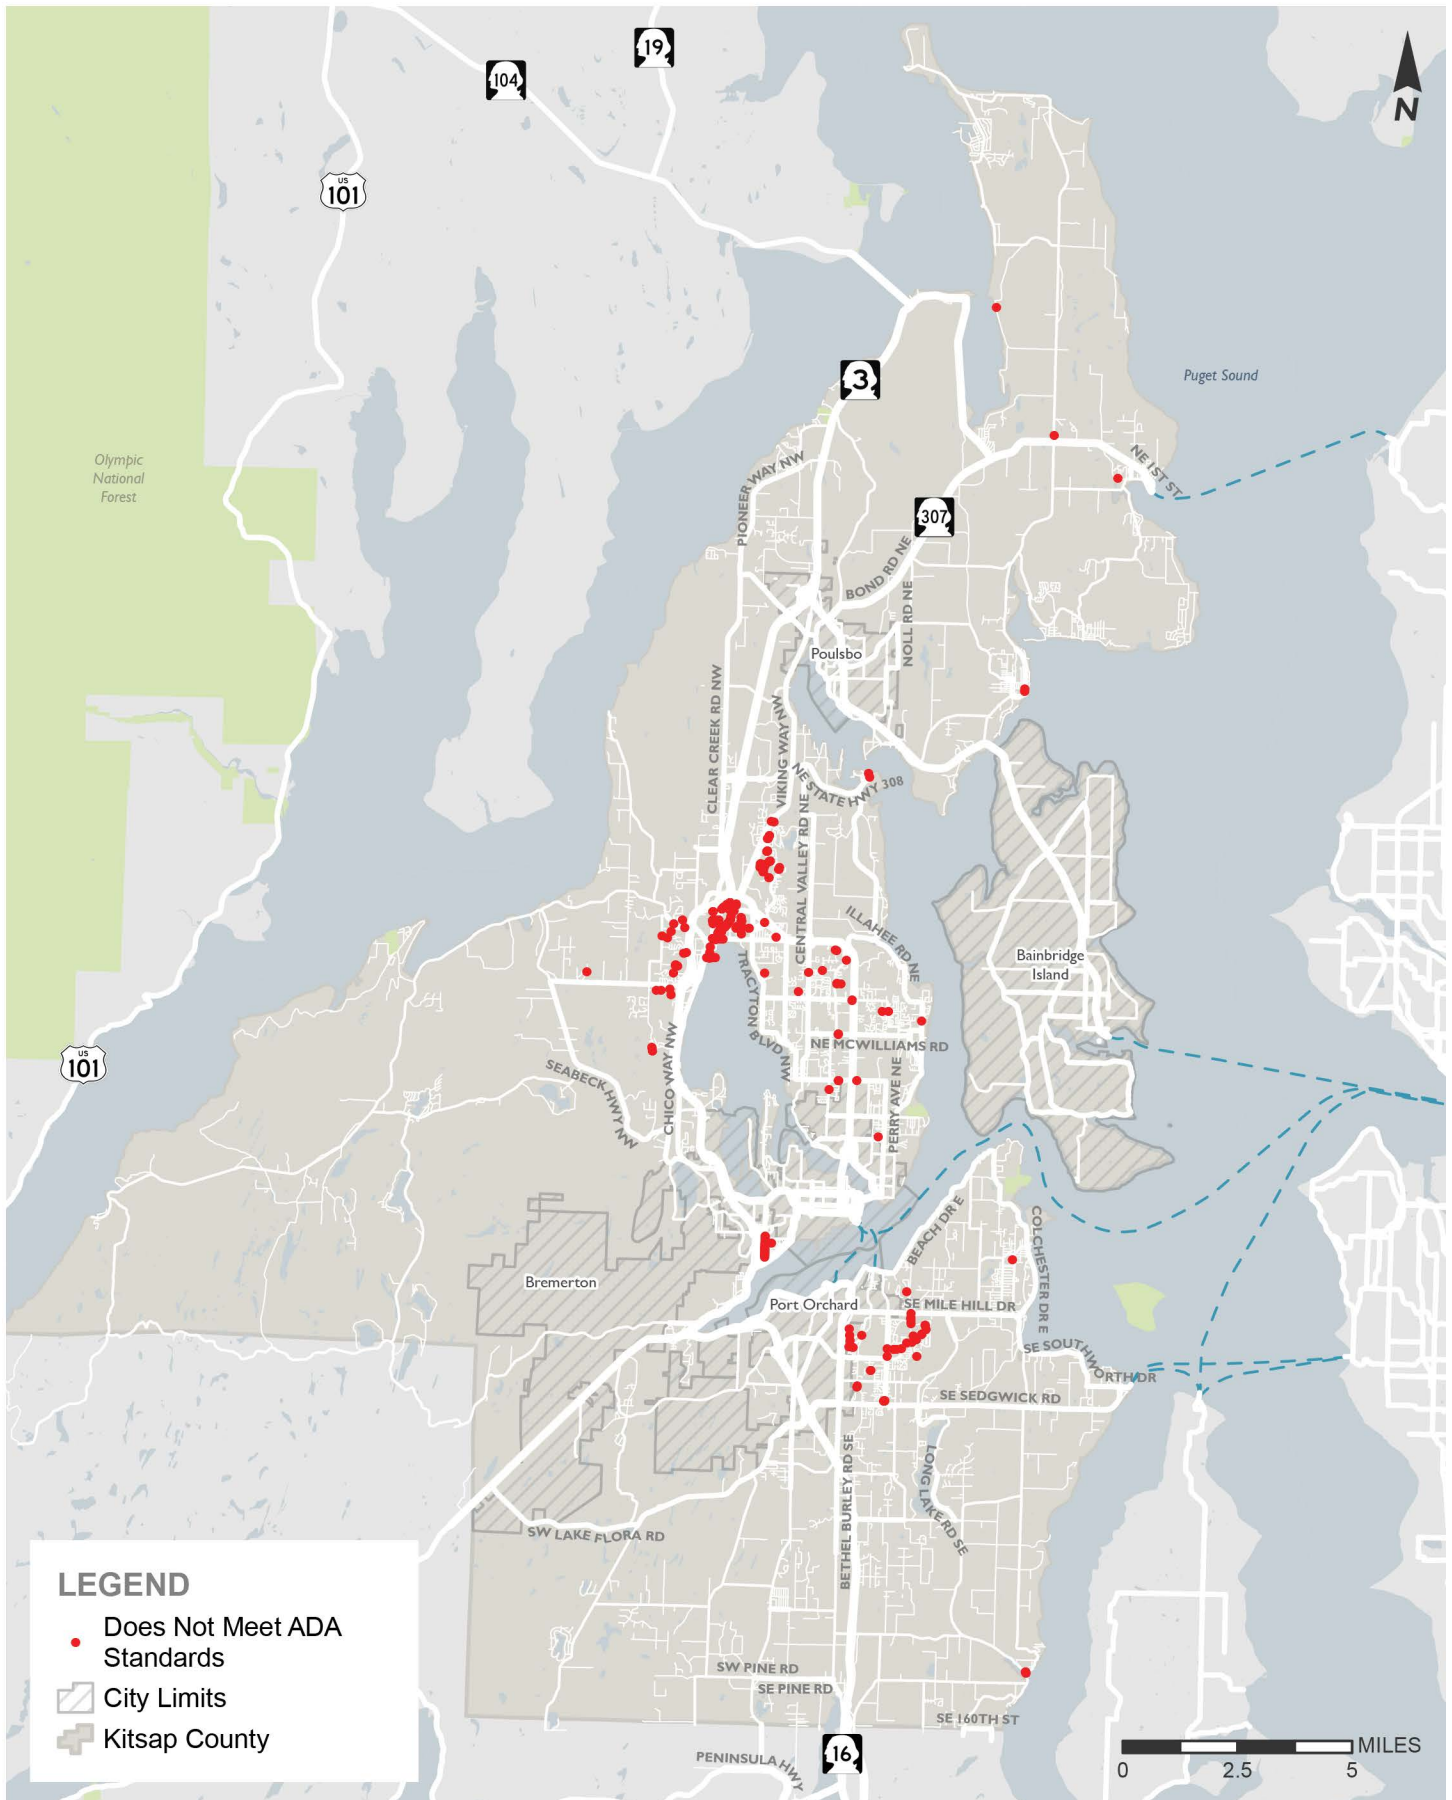 19
104
N
US
101
3
Puget Sound
Olympic
National
Forest
PIONEER WAY NW
NE 1ST ST
307
BOND RD NE
NOLL RD NE
Poulsbo
CLEAR CREEK RD NW
VIKING WAY NW
NE STATE HWY 308
CENTRAL VALLEY RD NE
ILLAHEE RD NE
Bainbridge
Island
TRACYTON BLVD NW
US
101
CHICO WAY NW
NE MCWILLIAMS RD
SEABECK HWY NW
PERRY AVE NE
BEACH DR E
COLCHESTER DR E
Bremerton
Port Orchard
SE MILE HILL DR
SE SOUTHWORTH DR
SE SEDGWICK RD
BETHEL BURLEY RD SE
LONG LAKE RD SE
SW LAKE FLORA RD
LEGEND
Does Not Meet ADA
Standards
City Limits
Kitsap County
SW PINE RD
SE PINE RD
SE 160TH ST
PENINSULA HWY
16
MILES
0 2.5 5